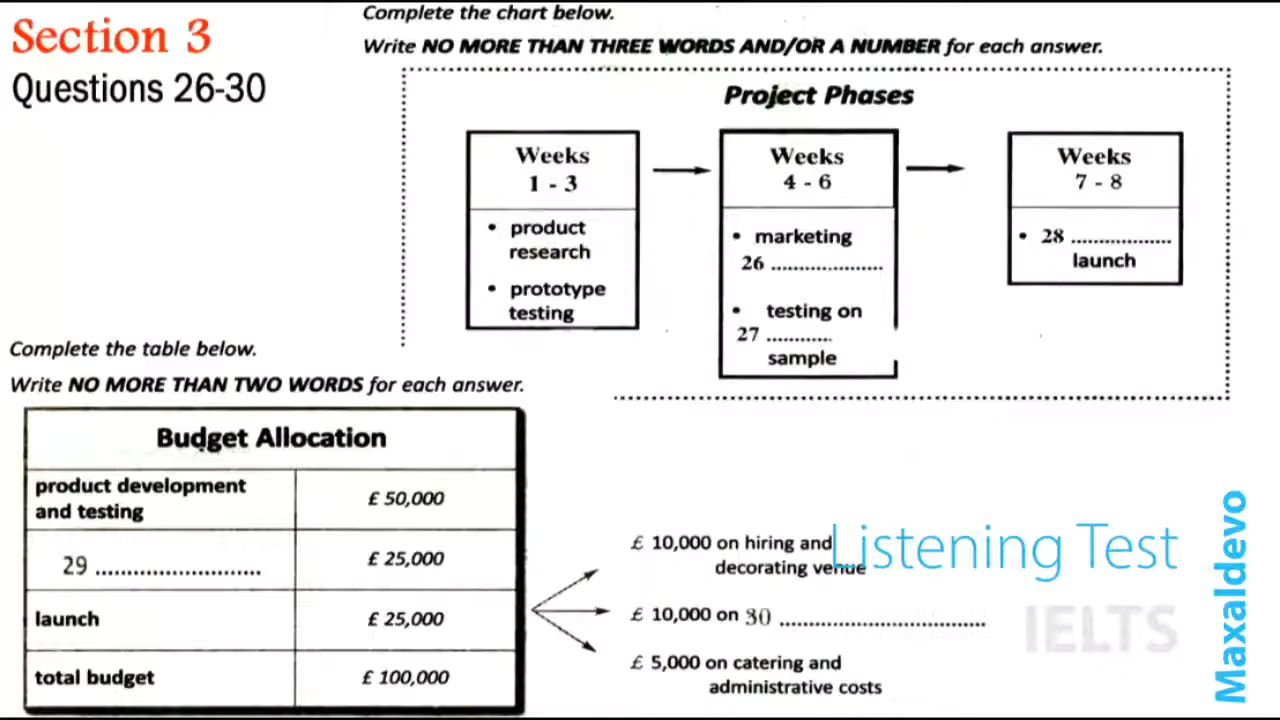 Section 3
Questions 26-30
Complete the chart below.
Write NO MORE THAN THREE WORDS AND/OR A NUMBER for each answer.
Project Phases
Weeks
1 - 3
• product
research
• prototype
testing
Weeks
4 - 6
• marketing
26 ....................
• testing on
27 ............
sample
Weeks
7 - 8
• 28 ..................
launch
Complete the table below.
Write NO MORE THAN TWO WORDS for each answer.
Budget Allocation
product development
and testing
£ 50,000
29 ............................
£ 25,000
launch
£ 25,000
total budget
£ 100,000
£ 10,000 on hiring and
decorating venue
£ 10,000 on 30 ...................................
£ 5,000 on catering and
administrative costs
Listening Test
IELTS
Maxaldevo